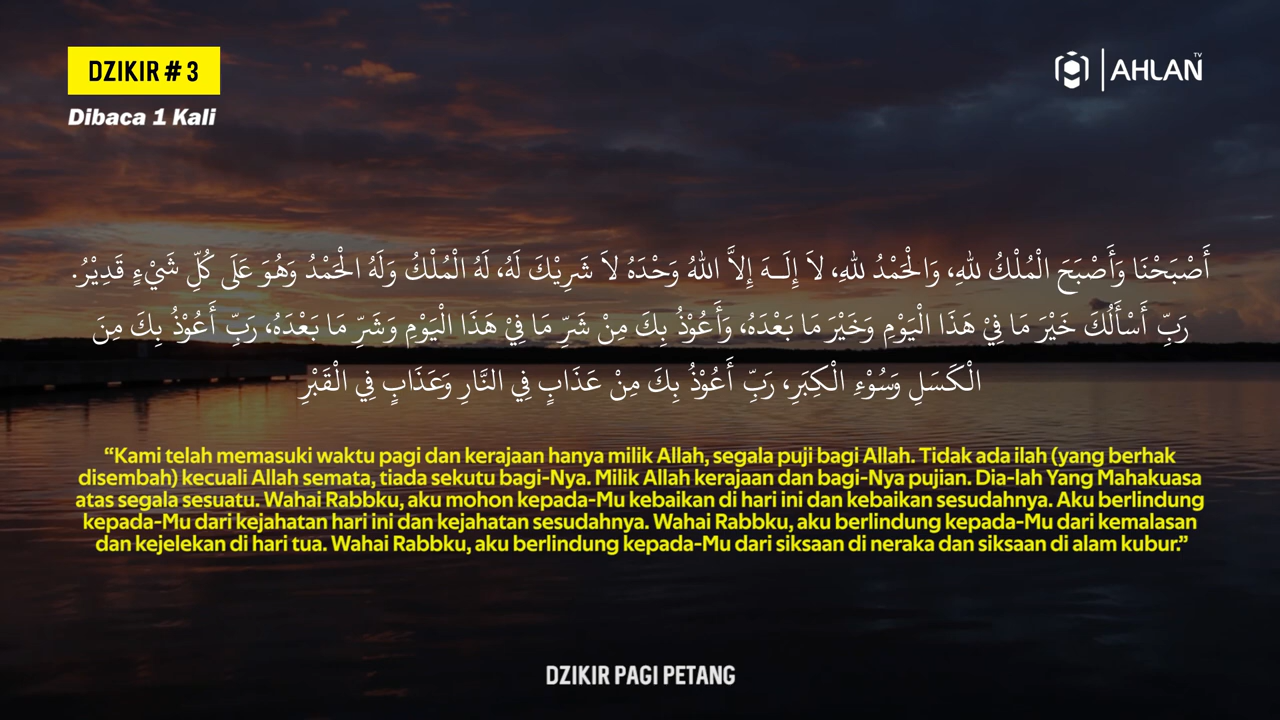 DZIKIR # 3
AHLAN TV
Dibaca 1 Kali
أَصْبَحْنَا وَأَصْبَحَ الْمُلْكُ للهِ، وَالْحَمْدُ للهِ، لاَ إِلَــهَ إِلاَّ اللهُ وَحْدَهُ لاَ شَرِيْكَ لَهُ، لَهُ الْمُلْكُ وَلَهُ الْحَمْدُ وَهُوَ عَلَى كُلِّ شَيْءٍ قَدِيْرُ.
رَبِّ أَسْأَلُكَ خَيْرَ مَا فِيْ هَذَا الْيَوْمِ وَخَيْرَ مَا بَعْدَهُ، وَأَعُوْذُ بِكَ مِنْ شَرِّ مَا فِيْ هَذَا الْيَوْمِ وَشَرِّ مَا بَعْدَهُ، رَبِّ أَعُوْذُ بِكَ مِنَ
الْكَسَلِ وَسُوْءِ الْكِبَرِ، رَبِّ أَعُوْذُ بِكَ مِنْ عَذَابٍ فِي النَّارِ وَعَذَابٍ فِي الْقَبْرِ
“Kami telah memasuki waktu pagi dan kerajaan hanya milik Allah, segala puji bagi Allah. Tidak ada ilah (yang berhak
disembah) kecuali Allah semata, tiada sekutu bagi-Nya. Milik Allah kerajaan dan bagi-Nya pujian. Dia-lah Yang Mahakuasa
atas segala sesuatu. Wahai Rabbku, aku mohon kepada-Mu kebaikan di hari ini dan kebaikan sesudahnya. Aku berlindung
kepada-Mu dari kejahatan hari ini dan kejahatan sesudahnya. Wahai Rabbku, aku berlindung kepada-Mu dari kemalasan
dan kejelekan di hari tua. Wahai Rabbku, aku berlindung kepada-Mu dari siksaan di neraka dan siksaan di alam kubur.”
DZIKIR PAGI PETANG